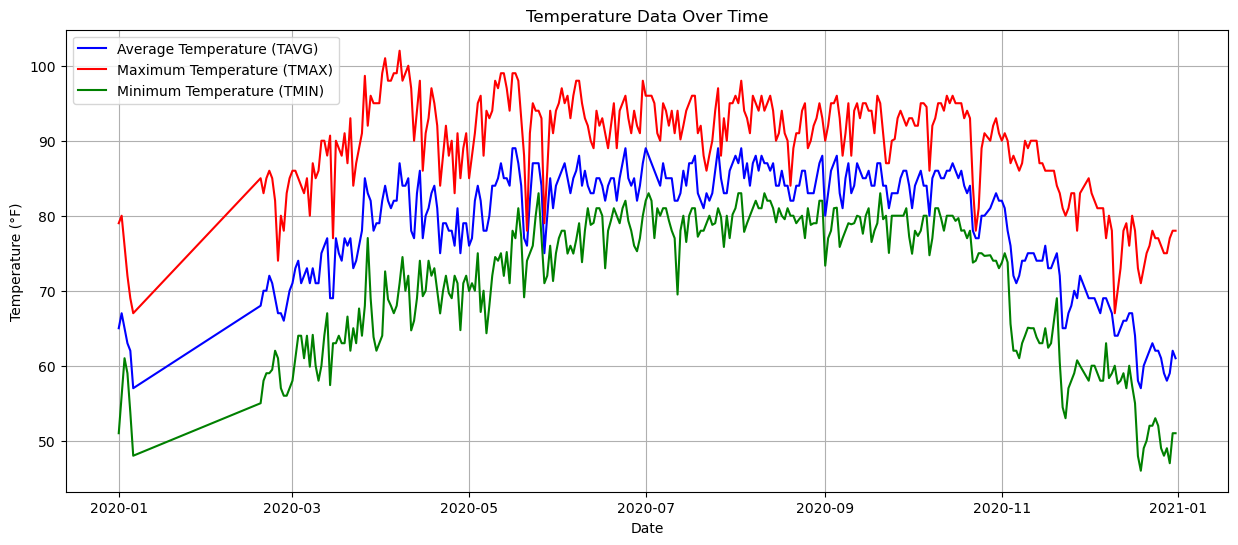 Temperature Data Over Time
Average Temperature (TAVG)
Maximum Temperature (TMAX)
Minimum Temperature (TMIN)
Temperature (°F)
100
90
80
70
60
50
2020-01
2020-03
2020-05
2020-07
2020-09
2020-11
2021-01
Date